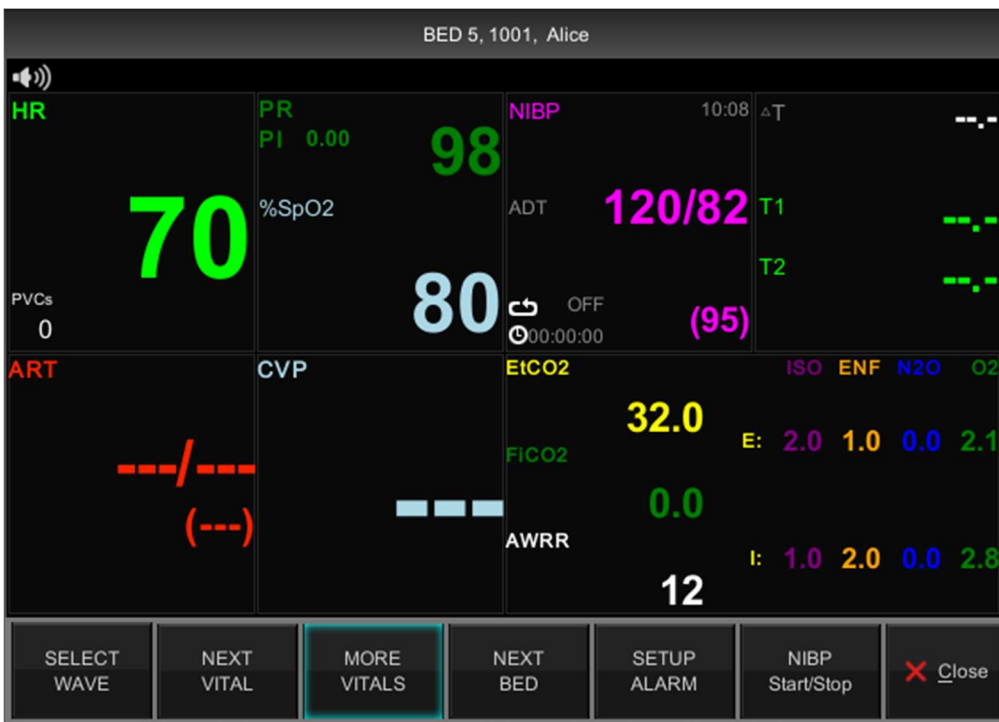 BED 5, 1001, Alice
HR
70
PVCs
0
PR
PI 0.00
98
%SpO2
80
NIBP 10:08
ADT 120/82
OFF
00:00:00
(95)
△T --.-
T1 --.-
T2 --.-
ART
---/---
(---)
CVP
---
EtCO2
32.0
FiCO2
0.0
AWRR
12
ISO ENF N2O O2
E: 2.0 1.0 0.0 2.1
I: 1.0 2.0 0.0 2.8
SELECT
WAVE
NEXT
VITAL
MORE
VITALS
NEXT
BED
SETUP
ALARM
NIBP
Start/Stop
Close